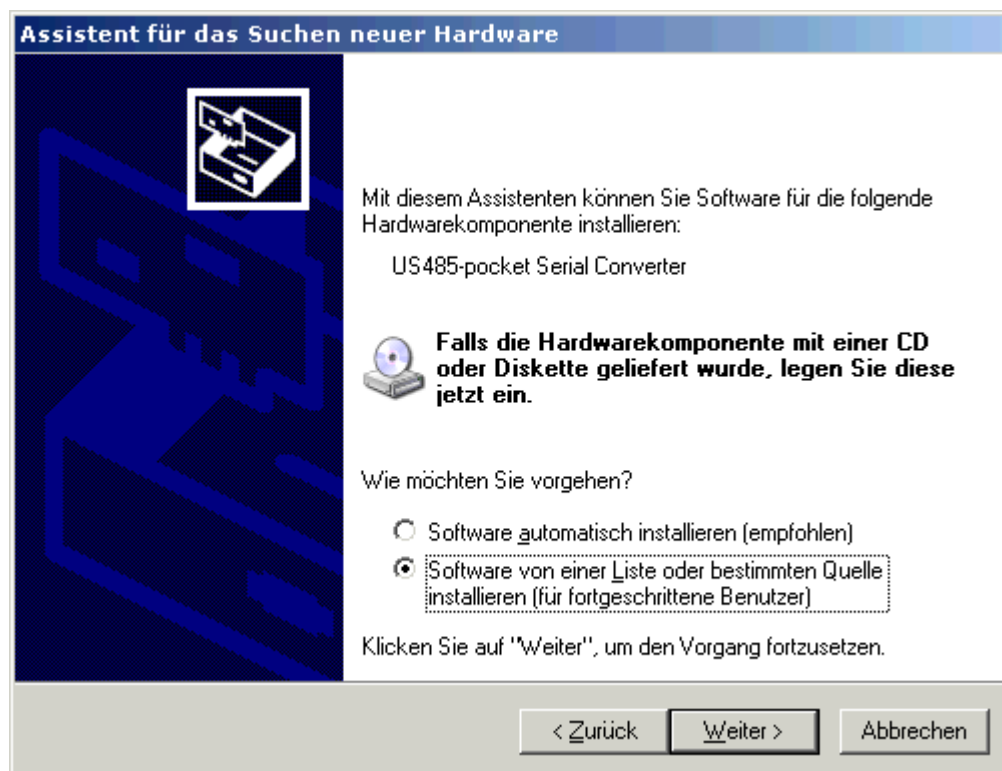 Assistent für das Suchen neuer Hardware
Mit diesem Assistenten können Sie Software für die folgende
Hardwarekomponente installieren:
US485-pocket Serial Converter
Falls die Hardwarekomponente mit einer CD
oder Diskette geliefert wurde, legen Sie diese
jetzt ein.
Wie möchten Sie vorgehen?
Software automatisch installieren (empfohlen)
Software von einer Liste oder bestimmten Quelle
installieren (für fortgeschrittene Benutzer)
Klicken Sie auf "Weiter", um den Vorgang fortzusetzen.
< Zurück Weiter > Abbrechen